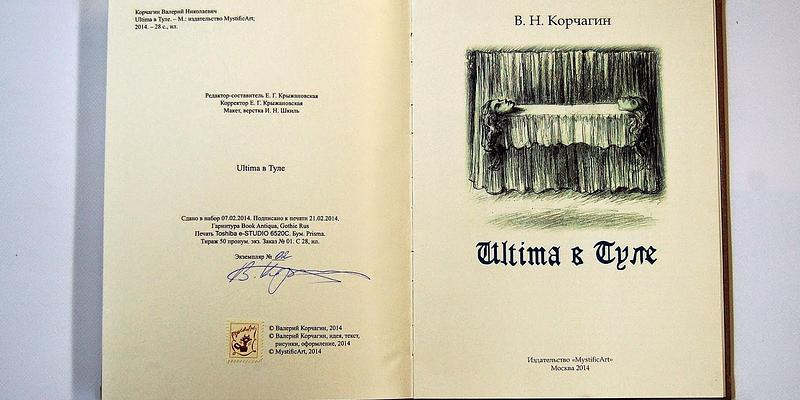 Корчагин Валерий Николаевич
Ultima в Туле. – М.: издательство MystificArt;
2014. – 28 с., ил.
Редактор-составитель Е. Г. Крыжановская
Корректор Е. Г. Крыжановская
Макет, верстка И. Н. Шкиль
Ultima в Туле
Сдано в набор 07.02.2014. Подписано к печати 21.02.2014.
Гарнитура Book Antiqua, Gothic Rus
Печать Toshiba e-STUDIO 6520C. Бум. Prisma.
Тираж 50 пронум. экз. Заказ № 01. С 28, ил.
Экземпляр №
© Валерий Корчагин, 2014
© Валерий Корчагин, идея, текст,
рисунки, оформление, 2014
© MystificArt, 2014
В. Н. Корчагин
Ultima в Туле
Издательство «MystificArt»
Москва 2014